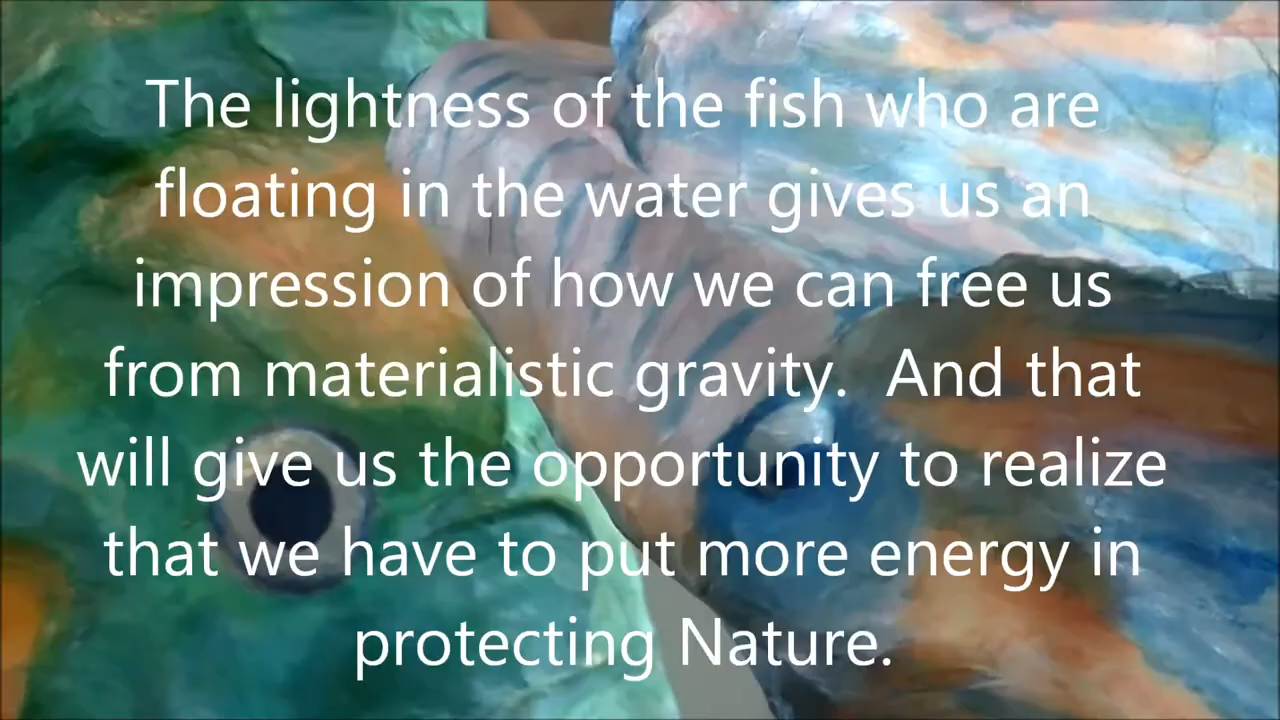 The lightness of the fish who are
floating in the water gives us an
impression of how we can free us
from materialistic gravity.  And that
will give us the opportunity to realize
that we have to put more energy in
protecting Nature.